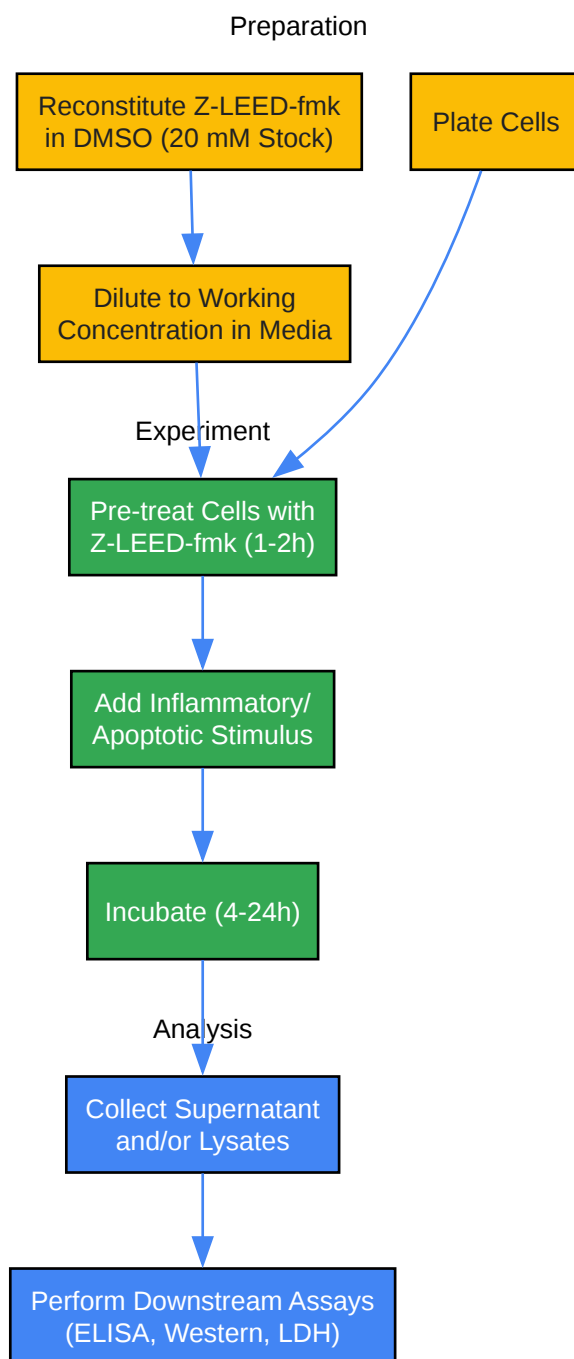 Preparation
Reconstitute Z-LEED-fmk
in DMSO (20 mM Stock)
Plate Cells
Dilute to Working
Concentration in Media
Experiment
Pre-treat Cells with
Z-LEED-fmk (1-2h)
Add Inflammatory/
Apoptotic Stimulus
Incubate (4-24h)
Analysis
Collect Supernatant
and/or Lysates
Perform Downstream Assays
(ELISA, Western, LDH)